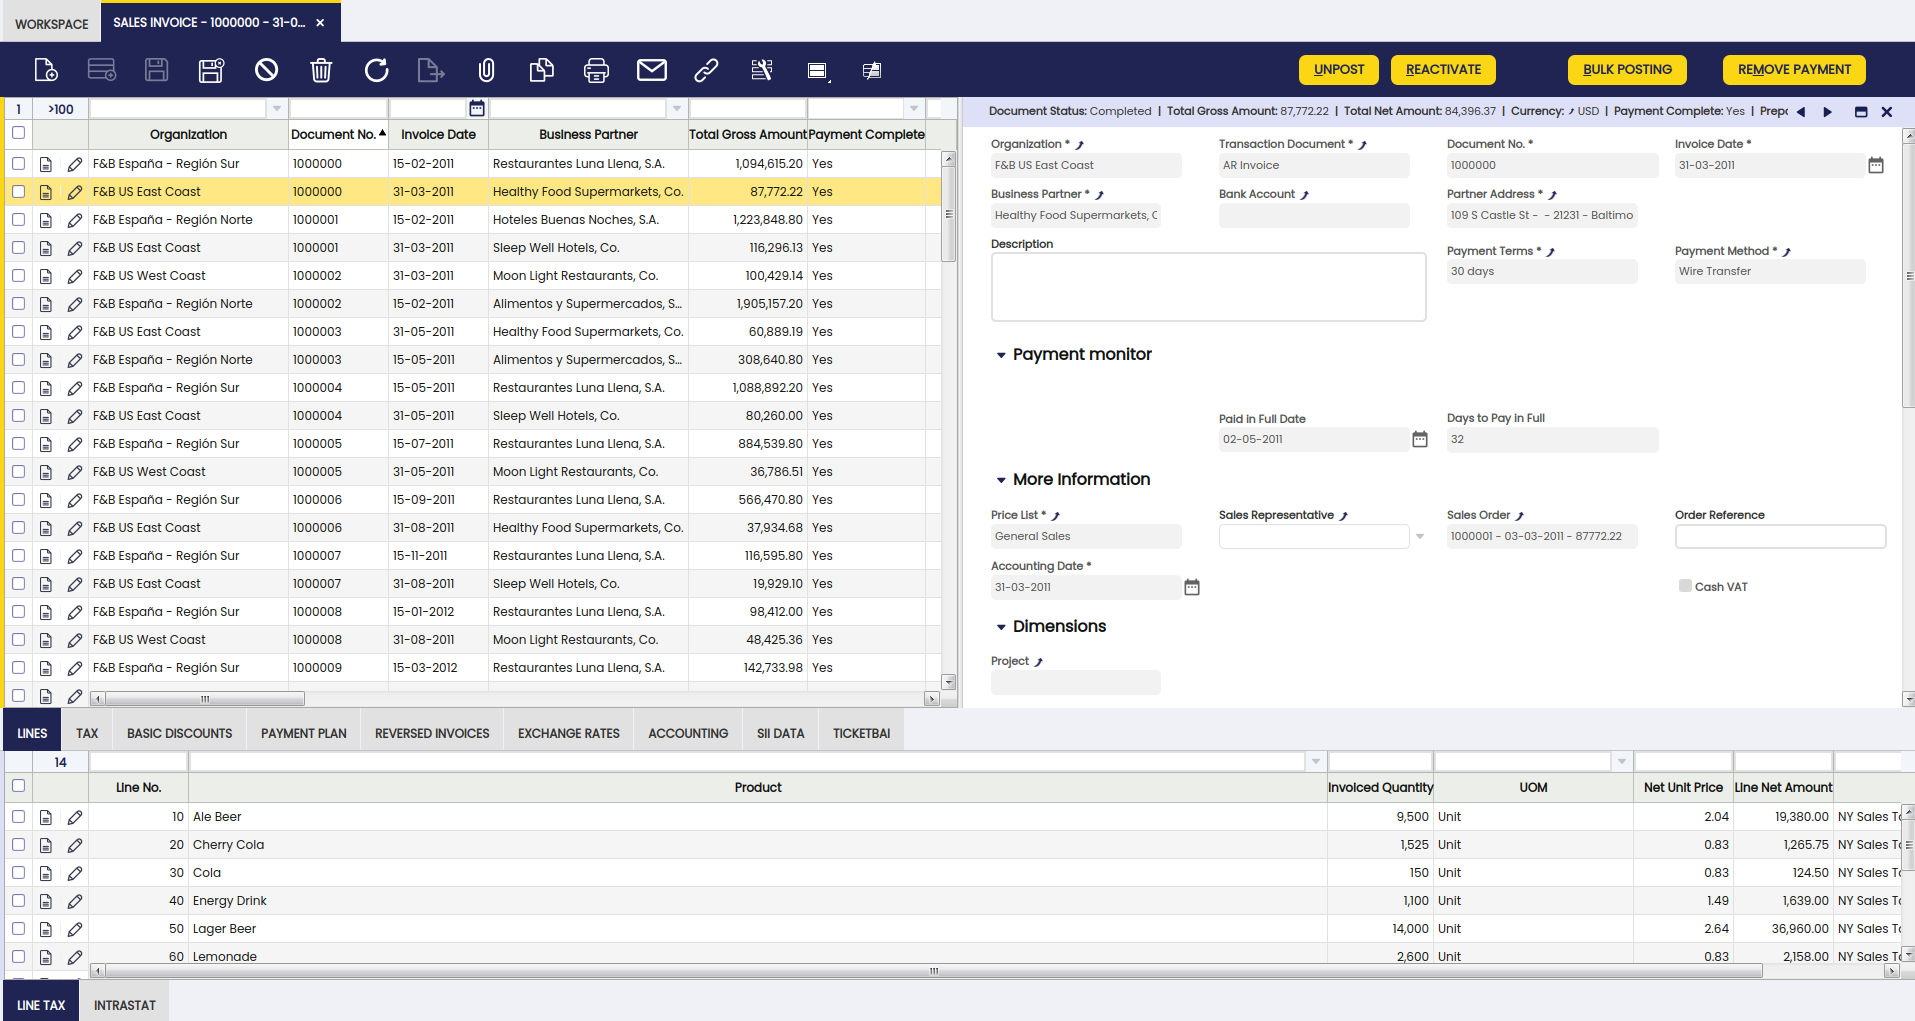 WORKSPACE
SALES INVOICE - 1000000 - 31-0... ×
UNPOST
REACTIVATE
BULK POSTING
REMOVE PAYMENT
1 >100
Organization Document No. Invoice Date Business Partner Total Gross Amount Payment Complete
F&B España - Región Sur 1000000 15-02-2011 Restaurantes Luna Llena, S.A. 1,094,615.20 Yes
F&B US East Coast 1000000 31-03-2011 Healthy Food Supermarkets, Co. 87,772.22 Yes
F&B España - Región Norte 1000001 15-02-2011 Hoteles Buenas Noches, S.A. 1,223,848.80 Yes
F&B US East Coast 1000001 31-03-2011 Sleep Well Hotels, Co. 116,296.13 Yes
F&B US West Coast 1000002 31-03-2011 Moon Light Restaurants, Co. 100,429.14 Yes
F&B España - Región Norte 1000002 15-02-2011 Alimentos y Supermercados, S... 1,905,157.20 Yes
F&B US East Coast 1000003 31-05-2011 Healthy Food Supermarkets, Co. 60,889.19 Yes
F&B España - Región Norte 1000003 15-05-2011 Alimentos y Supermercados, S... 308,640.80 Yes
F&B España - Región Sur 1000004 15-05-2011 Restaurantes Luna Llena, S.A. 1,088,892.20 Yes
F&B US East Coast 1000004 31-05-2011 Sleep Well Hotels, Co. 80,260.00 Yes
F&B España - Región Sur 1000005 15-07-2011 Restaurantes Luna Llena, S.A. 884,539.80 Yes
F&B US West Coast 1000005 31-05-2011 Moon Light Restaurants, Co. 36,786.51 Yes
F&B España - Región Sur 1000006 15-09-2011 Restaurantes Luna Llena, S.A. 566,470.80 Yes
F&B US East Coast 1000006 31-08-2011 Healthy Food Supermarkets, Co. 37,934.68 Yes
F&B España - Región Sur 1000007 15-11-2011 Restaurantes Luna Llena, S.A. 116,595.80 Yes
F&B US East Coast 1000007 31-08-2011 Sleep Well Hotels, Co. 19,929.10 Yes
F&B España - Región Sur 1000008 15-01-2012 Restaurantes Luna Llena, S.A. 98,412.00 Yes
F&B US West Coast 1000008 31-08-2011 Moon Light Restaurants, Co. 48,425.36 Yes
F&B España - Región Sur 1000009 15-03-2012 Restaurantes Luna Llena, S.A. 142,733.98 Yes
Document Status: Completed | Total Gross Amount: 87,772.22 | Total Net Amount: 84,396.37 | Currency: USD | Payment Complete: Yes | Prepc
Organization * Transaction Document * Document No. * Invoice Date *
F&B US East Coast AR Invoice 1000000 31-03-2011
Business Partner * Bank Account Partner Address *
Healthy Food Supermarkets, C 109 S Castle St - - 21231 - Baltimo
Description
Payment Terms * Payment Method *
30 days Wire Transfer
Payment monitor
Paid in Full Date Days to Pay in Full
02-05-2011 32
More Information
Price List * Sales Representative Sales Order Order Reference
General Sales 1000001 - 03-03-2011 - 87772.22
Accounting Date *
31-03-2011 Cash VAT
Dimensions
Project
LINES TAX BASIC DISCOUNTS PAYMENT PLAN REVERSED INVOICES EXCHANGE RATES ACCOUNTING SII DATA TICKETBAI
14
Line No. Product Invoiced Quantity UOM Net Unit Price Line Net Amount
10 Ale Beer 9,500 Unit 2.04 19,380.00 NY Sales Ta
20 Cherry Cola 1,525 Unit 0.83 1,265.75 NY Sales Ta
30 Cola 150 Unit 0.83 124.50 NY Sales Ta
40 Energy Drink 1,100 Unit 1.49 1,639.00 NY Sales Ta
50 Lager Beer 14,000 Unit 2.64 36,960.00 NY Sales Ta
60 Lemonade 2,600 Unit 0.83 2,158.00 NY Sales Ta
LINE TAX INTRASTAT